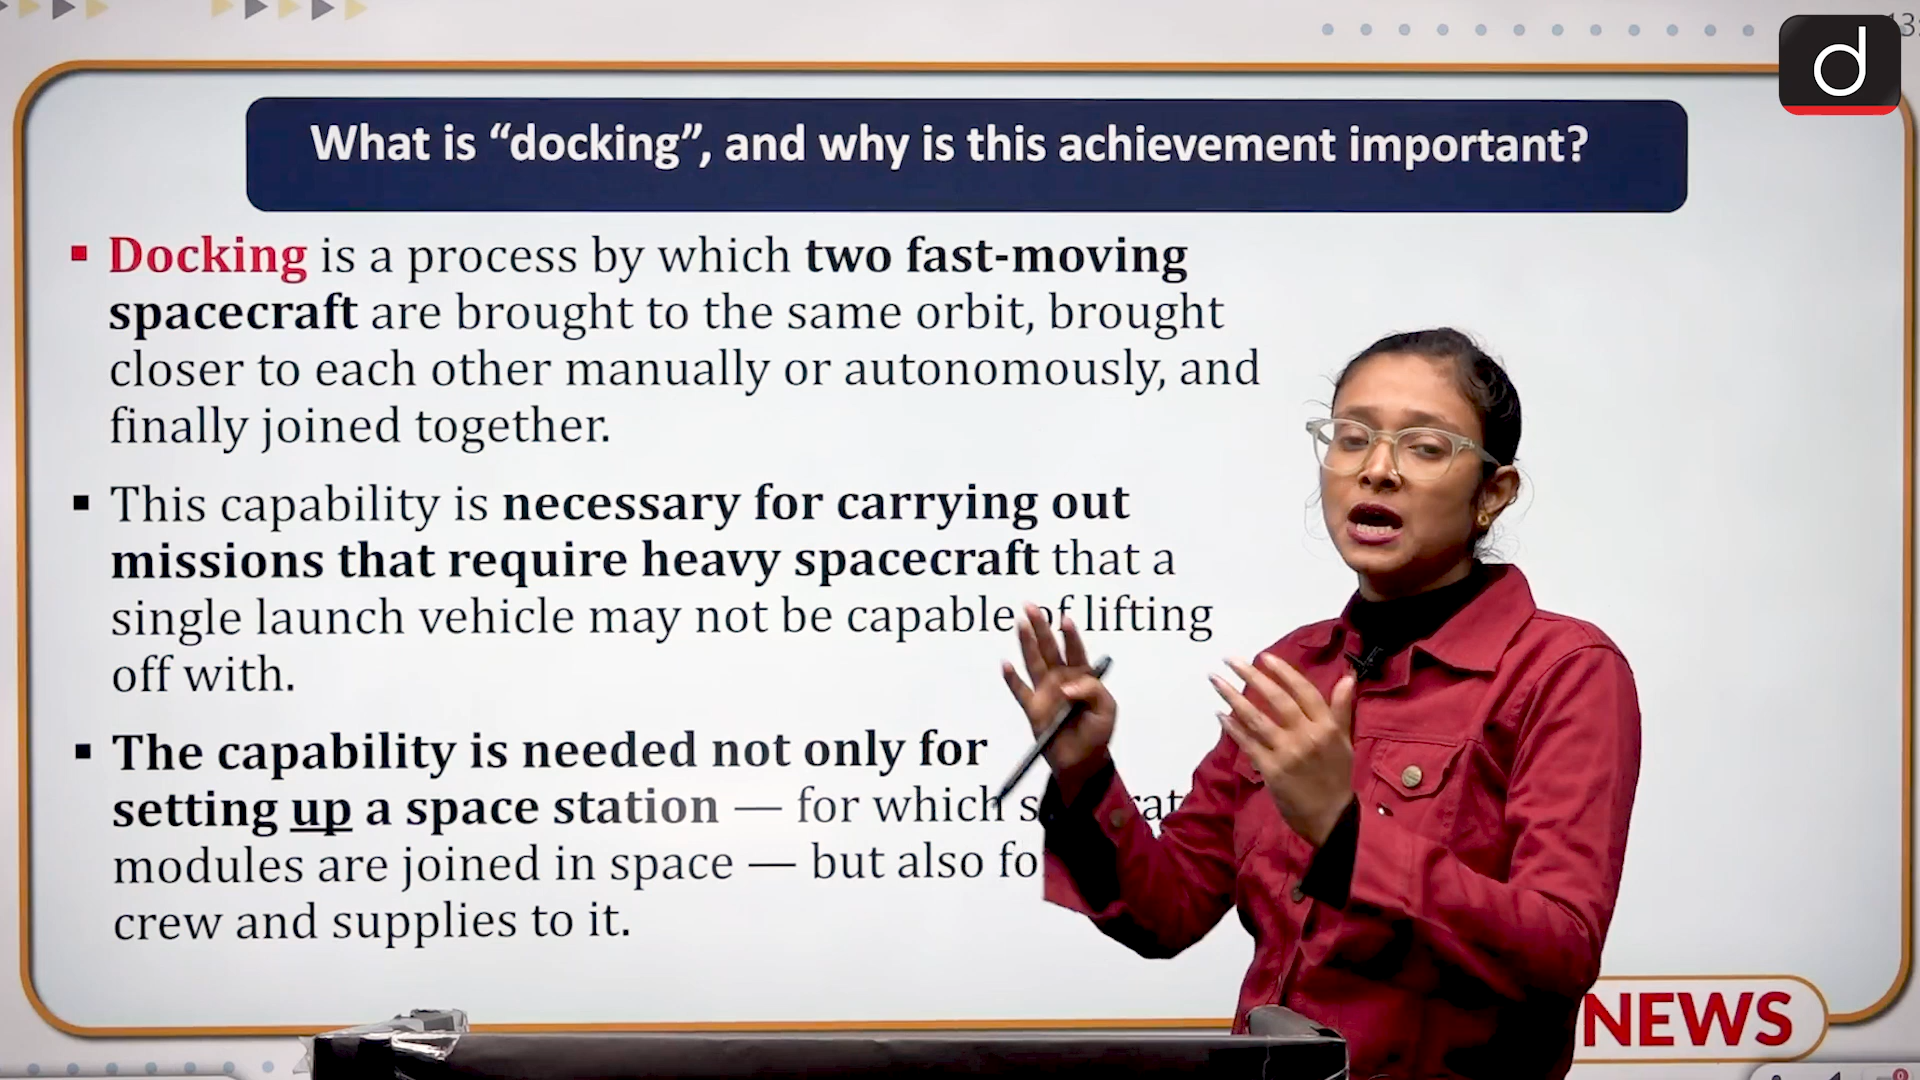 d
What is “docking”, and why is this achievement important?
▪ Docking is a process by which two fast-moving
spacecraft are brought to the same orbit, brought
closer to each other manually or autonomously, and
finally joined together.
▪ This capability is necessary for carrying out
missions that require heavy spacecraft that a
single launch vehicle may not be capable of lifting
off with.
▪ The capability is needed not only for
setting up a space station — for which
modules are joined in space — but also
crew and supplies to it.
NEWS